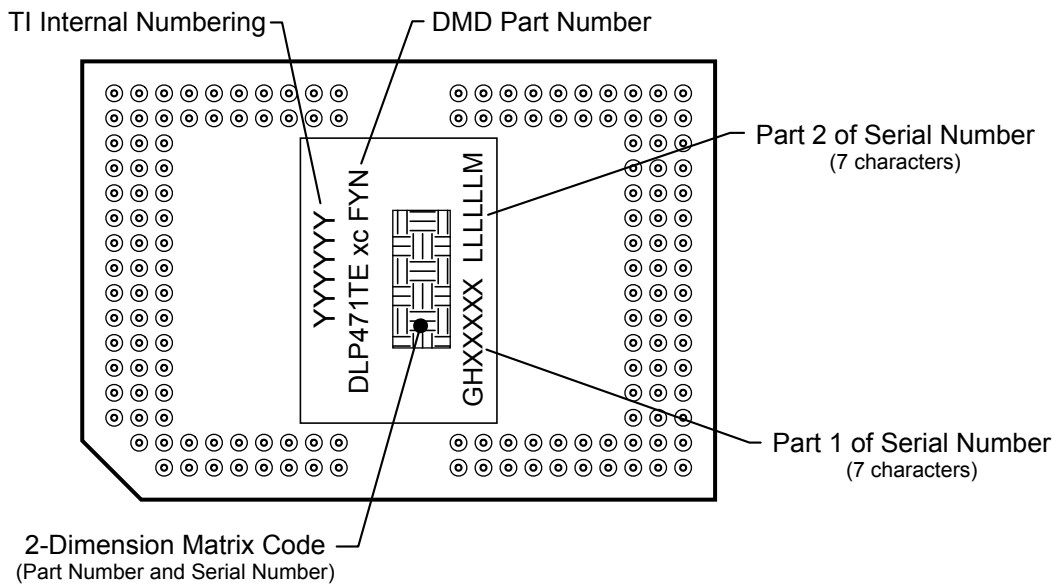 TI Internal Numbering
DMD Part Number
Part 2 of Serial Number
(7 characters)
YYYYYYY
DLP471TE xc FYN
GHXXXXX LLLLLLM
Part 1 of Serial Number
(7 characters)
2-Dimension Matrix Code
(Part Number and Serial Number)